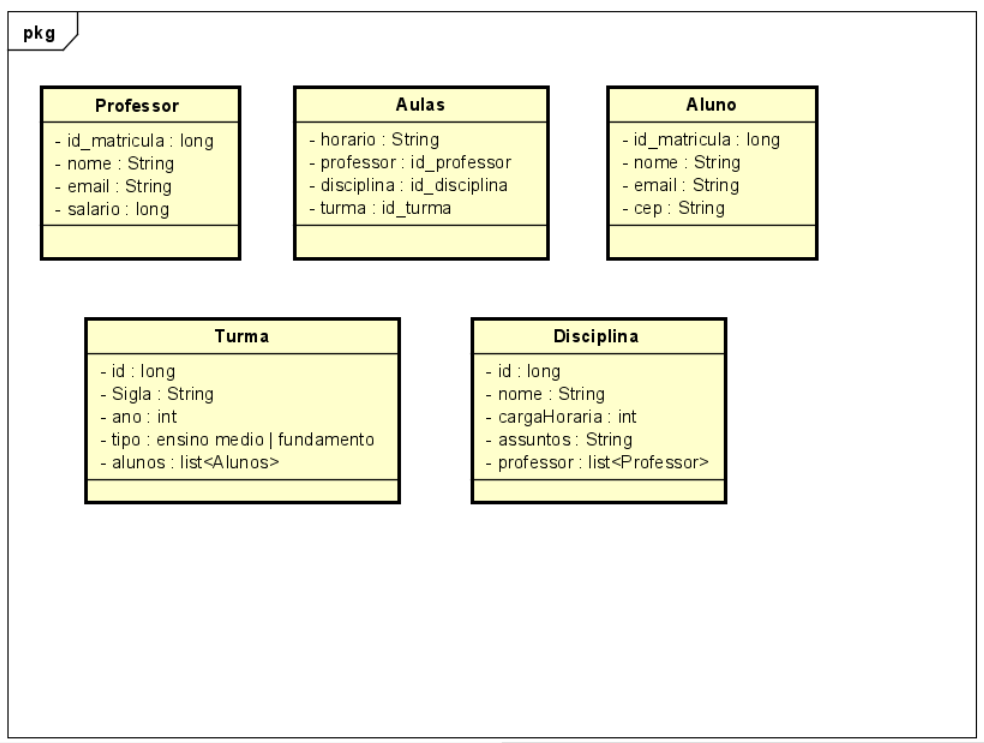 pkg
Professor
- id_matricula : long
- nome : String
- email : String
- salario : long
Aulas
- horario : String
- professor : id_professor
- disciplina : id_disciplina
- turma : id_turma
Aluno
- id_matricula : long
- nome : String
- email : String
- cep : String
Turma
- id : long
- Sigla : String
- ano : int
- tipo : ensino medio | fundamento
- alunos : list<Alunos>
Disciplina
- id : long
- nome : String
- cargaHoraria : int
- assuntos : String
- professor : list<Professor>